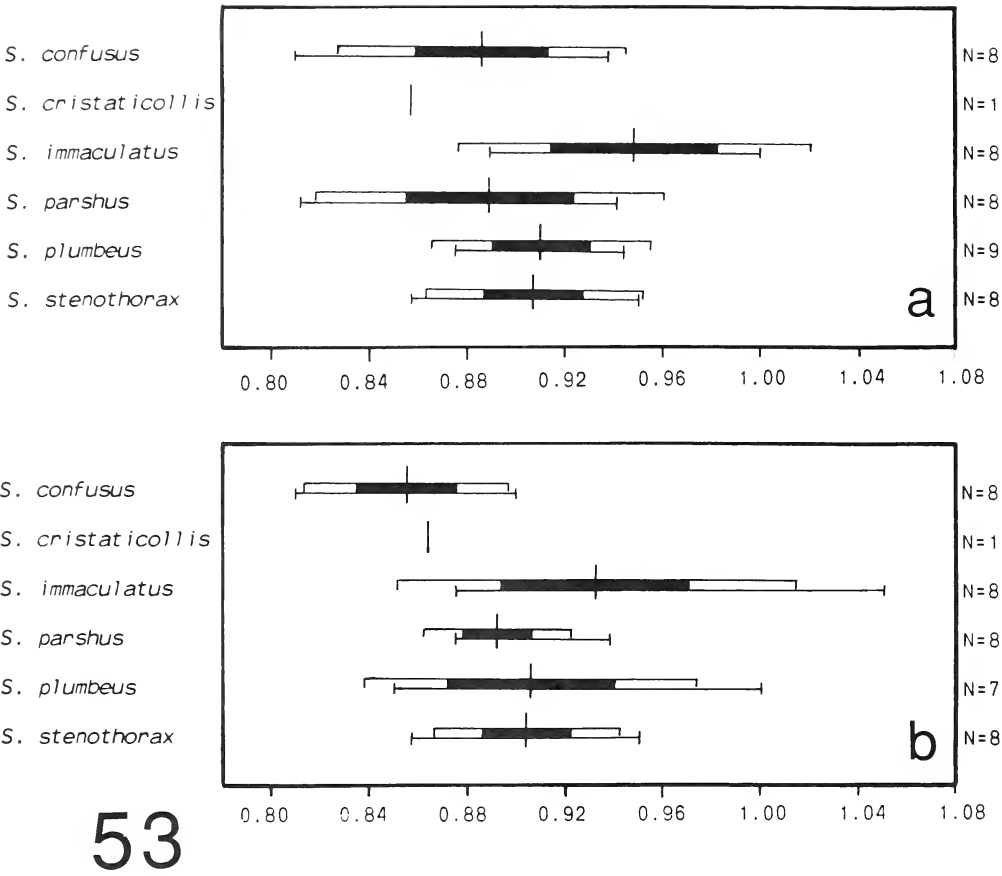 S. confusus N=8
S. cristaticollis N=1
S. immaculatus N=8
S. parshus N=8
S. plumbeus N=9
S. stenothorax N=8
a
0.80 0.84 0.88 0.92 0.96 1.00 1.04 1.08
S. confusus N=8
S. cristaticollis N=1
S. immaculatus N=8
S. parshus N=8
S. plumbeus N=7
S. stenothorax N=8
b
0.80 0.84 0.88 0.92 0.96 1.00 1.04 1.08
53